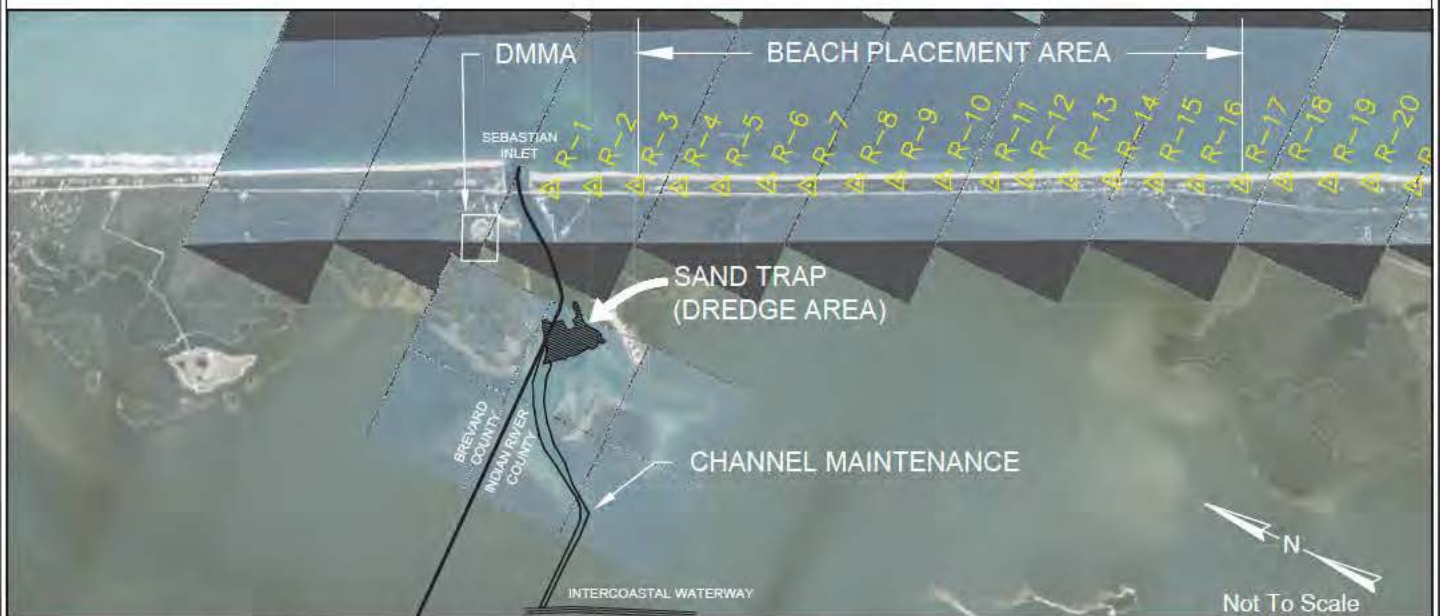 DMMA
BEACH PLACEMENT AREA
SEBASTIAN
INLET
R-1
R-2
R-3
R-4
R-5
R-6
R-7
R-8
R-9
R-10
R-11
R-12
R-13
R-14
R-15
R-16
R-17
R-18
R-19
R-20
R
SAND TRAP
(DREDGE AREA)
BREVARD
COUNTY
INDIAN RIVER
COUNTY
CHANNEL MAINTENANCE
INTERCOASTAL WATERWAY
N
Not To Scale